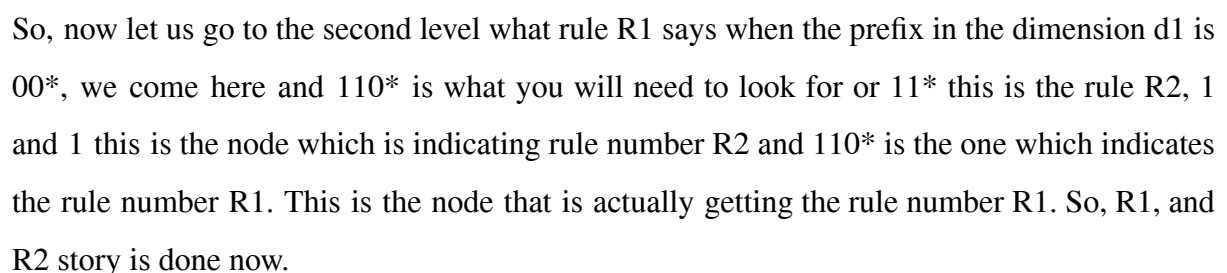 So, now let us go to the second level what rule R1 says when the prefix in the dimension d1 is
00*, we come here and 110* is what you will need to look for or 11* this is the rule R2, 1
and 1 this is the node which is indicating rule number R2 and 110* is the one which indicates
the rule number R1. This is the node that is actually getting the rule number R1. So, R1, and
R2 story is done now.